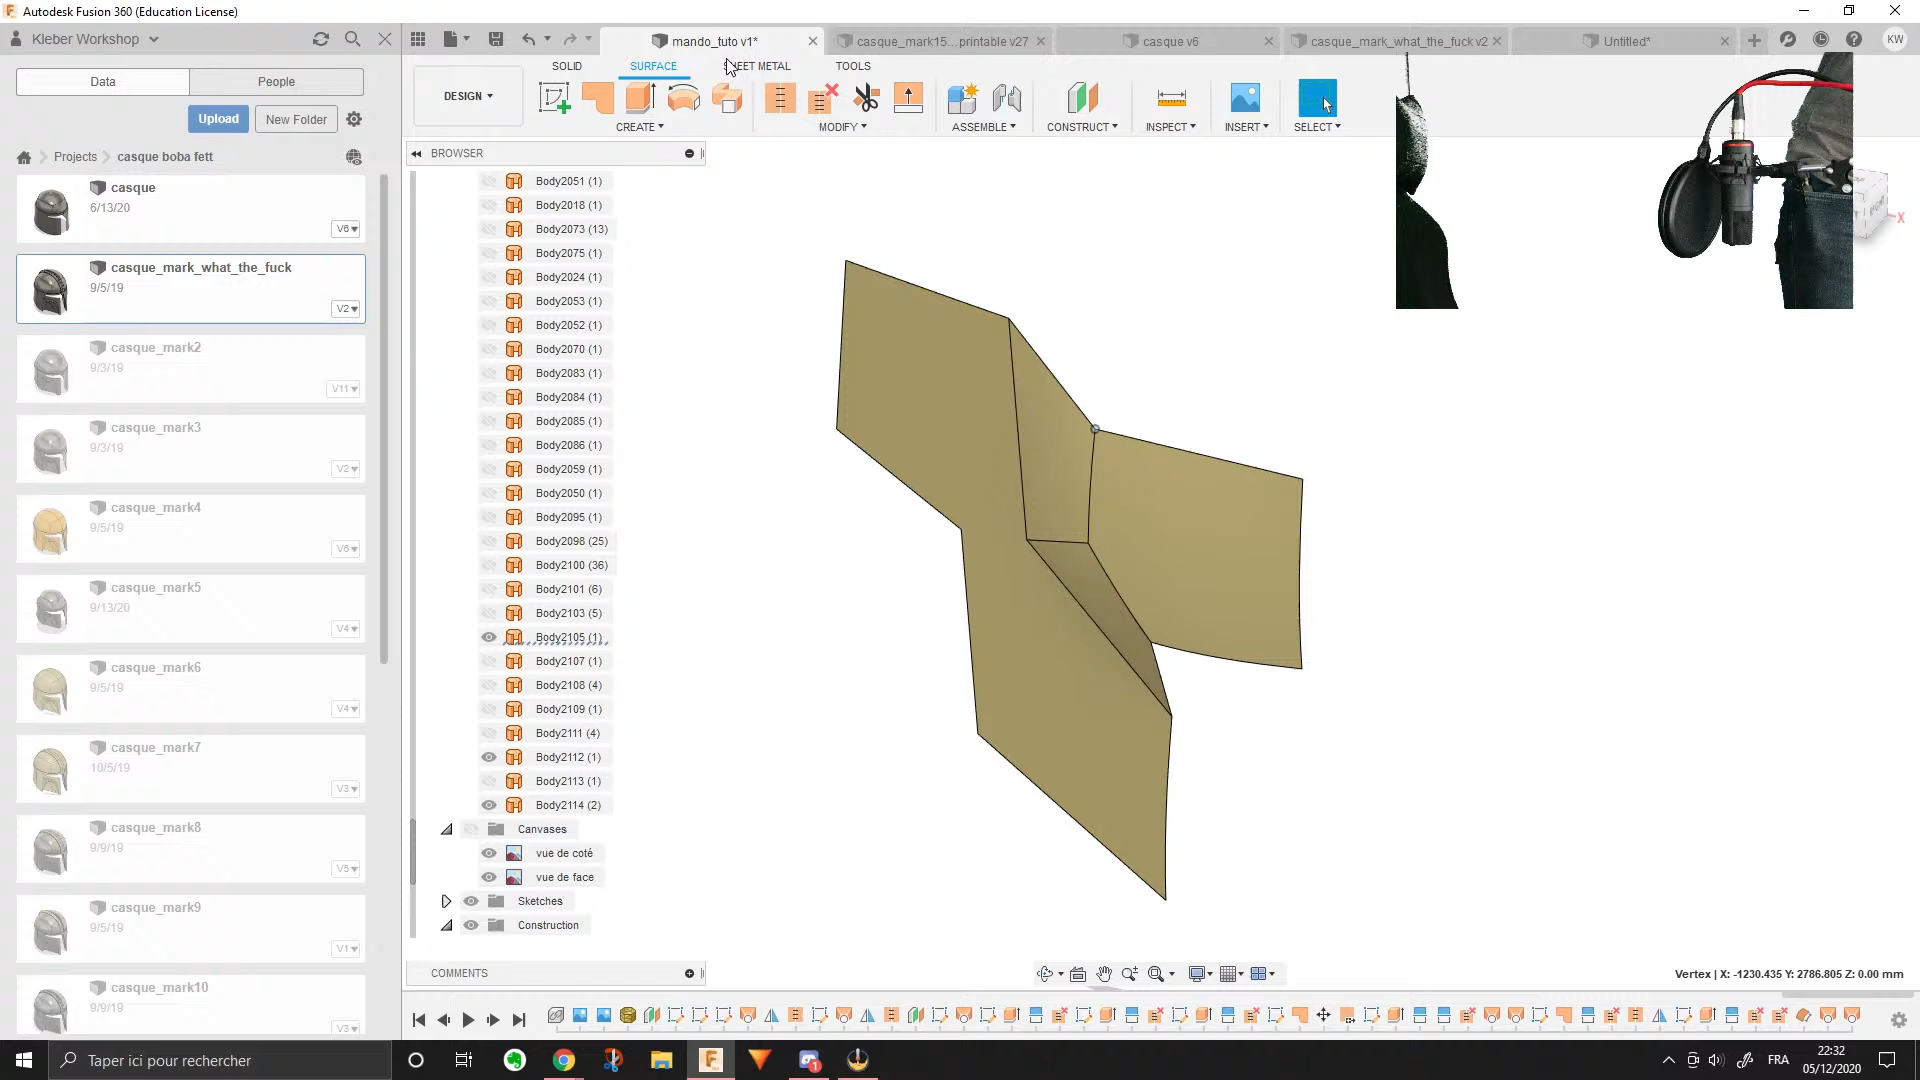 Autodesk Fusion 360 (Education License)
Kleber Workshop
mando_tuto v1*
casque_mark15...printable v27
casque v6
casque_mark_what_the_fuck v2
Untitled*
KW
SOLID
SURFACE
SHEET METAL
TOOLS
Data
People
DESIGN
Upload
New Folder
CREATE
MODIFY
ASSEMBLE
CONSTRUCT
INSPECT
INSERT
SELECT
Projects
casque boba fett
BROWSER
casque
6/13/20
V6
casque_mark_what_the_fuck
9/5/19
V2
casque_mark2
9/3/19
V11
casque_mark3
9/3/19
V2
casque_mark4
9/5/19
V6
casque_mark5
9/13/20
V4
casque_mark6
9/5/19
V4
casque_mark7
10/5/19
V3
casque_mark8
9/9/19
V5
casque_mark9
9/5/19
V1
casque_mark10
9/9/19
V3
Body2051 (1)
Body2018 (1)
Body2073 (13)
Body2075 (1)
Body2024 (1)
Body2053 (1)
Body2052 (1)
Body2070 (1)
Body2083 (1)
Body2084 (1)
Body2085 (1)
Body2086 (1)
Body2059 (1)
Body2050 (1)
Body2095 (1)
Body2098 (25)
Body2100 (36)
Body2101 (6)
Body2103 (5)
Body2105 (1)
Body2107 (1)
Body2108 (4)
Body2109 (1)
Body2111 (4)
Body2112 (1)
Body2113 (1)
Body2114 (2)
Canvases
vue de coté
vue de face
Sketches
Construction
X
COMMENTS
Vertex | X: -1230.435 Y: 2786.805 Z: 0.00 mm
Taper ici pour rechercher
FRA
22:32
05/12/2020